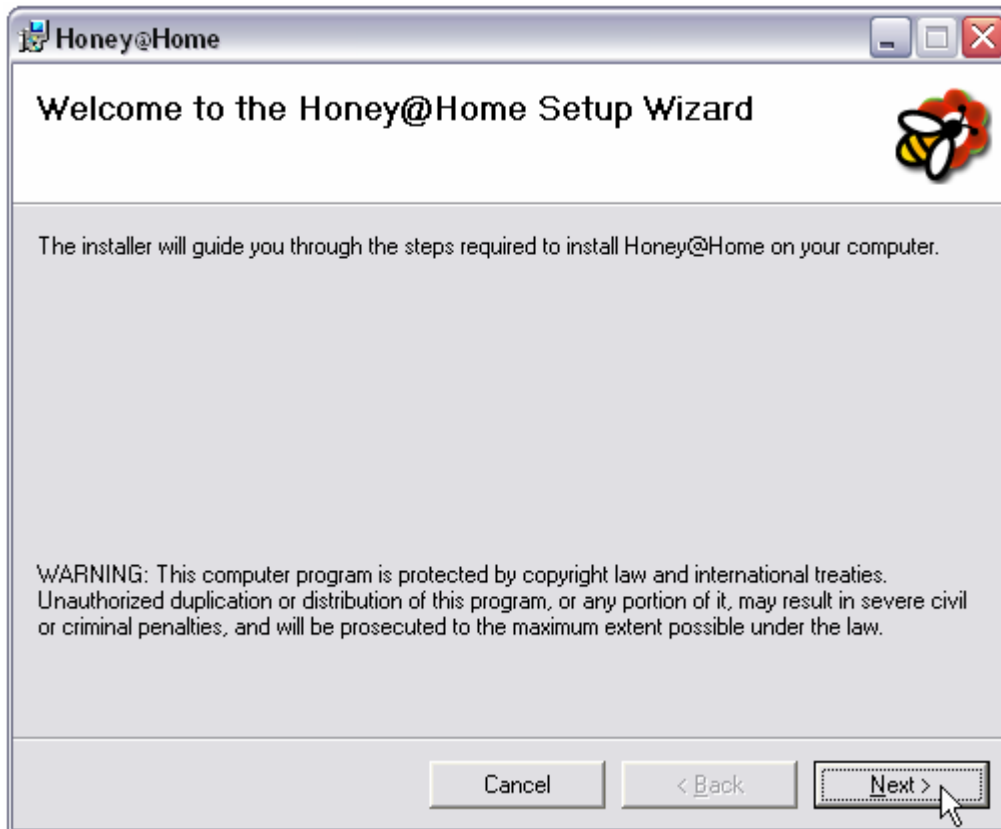 Honey@Home
Welcome to the Honey@Home Setup Wizard
The installer will guide you through the steps required to install Honey@Home on your computer.
WARNING: This computer program is protected by copyright law and international treaties.
Unauthorized duplication or distribution of this program, or any portion of it, may result in severe civil
or criminal penalties, and will be prosecuted to the maximum extent possible under the law.
Cancel
< Back
Next >